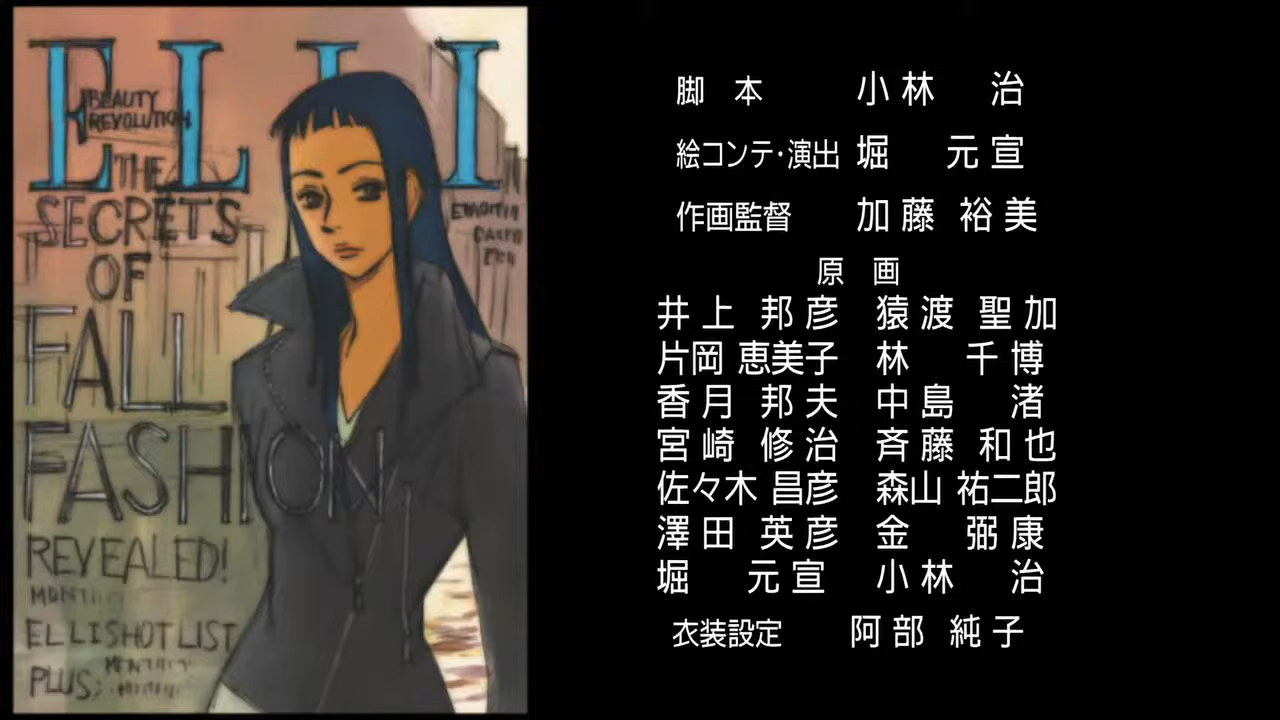 ELLI
BEAUTY
REVOLUTION
THE
SECRETS
OF
FALL
FASHION
REVEALED!
ELLISHOT LIST
MONTHLY
PLUS;
脚 本 小林 治
絵コンテ・演出 堀 元宣
作画監督 加藤 裕美
原 画
井上 邦彦 猿渡 聖加
片岡 恵美子 林 千博
香月 邦夫 中島 渚
宮崎 修治 斉藤 和也
佐々木 昌彦 森山 祐二郎
澤田 英彦 金 弼康
堀 元宣 小林 治
衣装設定 阿部 純子